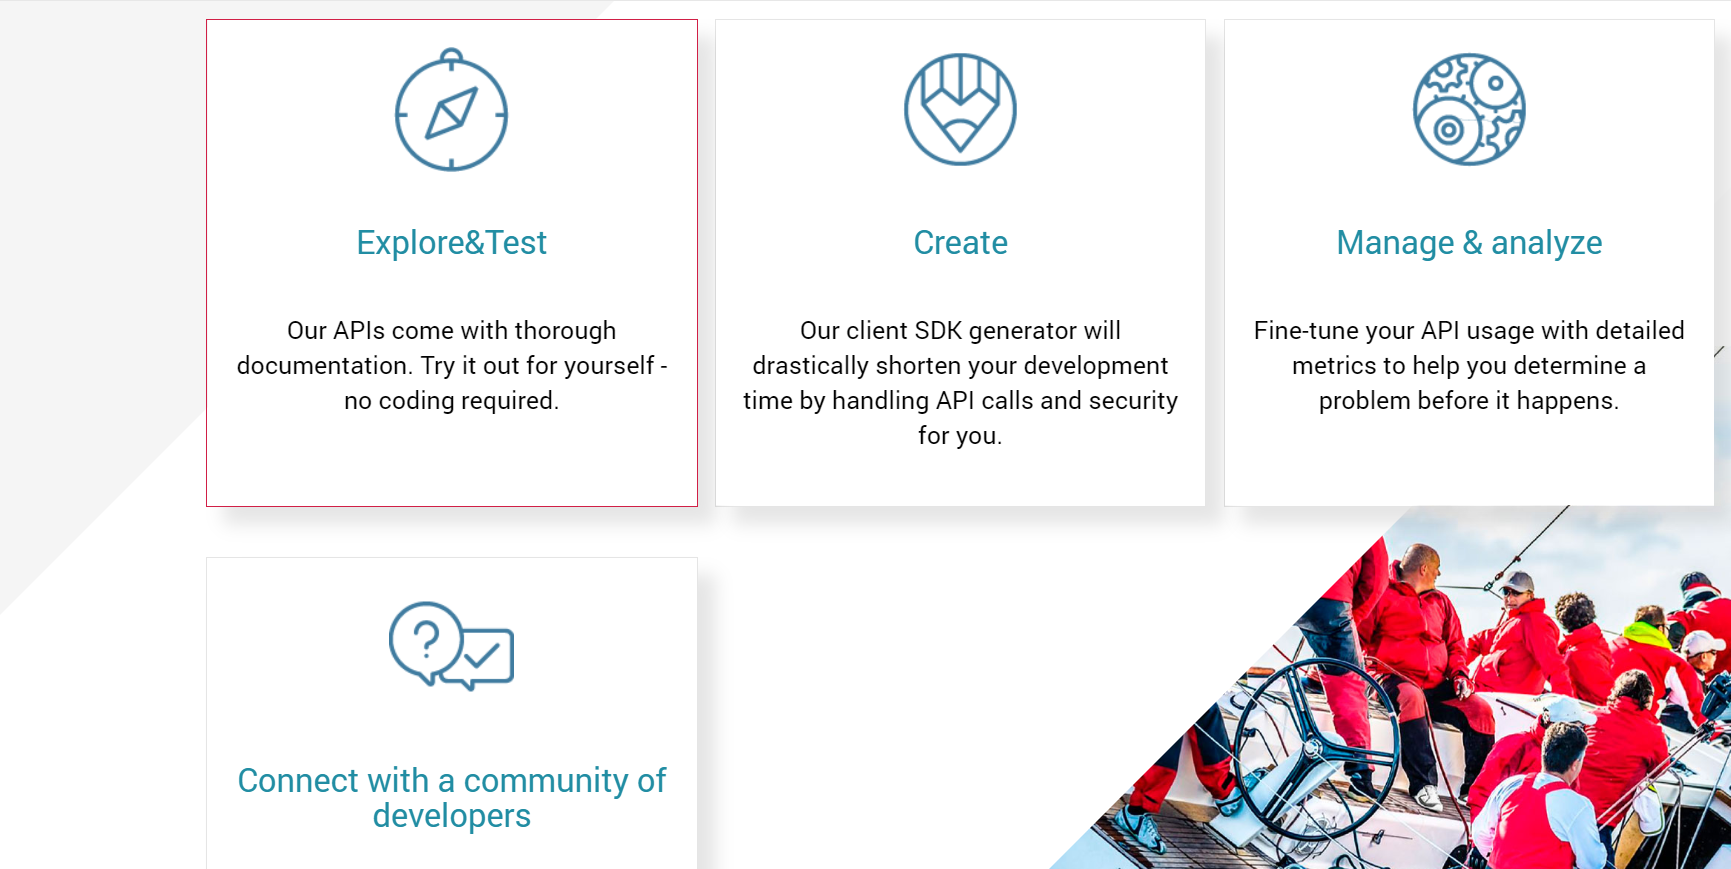 Explore&Test
Our APIs come with thorough
documentation. Try it out for yourself -
no coding required.
Create
Our client SDK generator will
drastically shorten your development
time by handling API calls and security
for you.
Manage & analyze
Fine-tune your API usage with detailed
metrics to help you determine a
problem before it happens.
Connect with a community of
developers